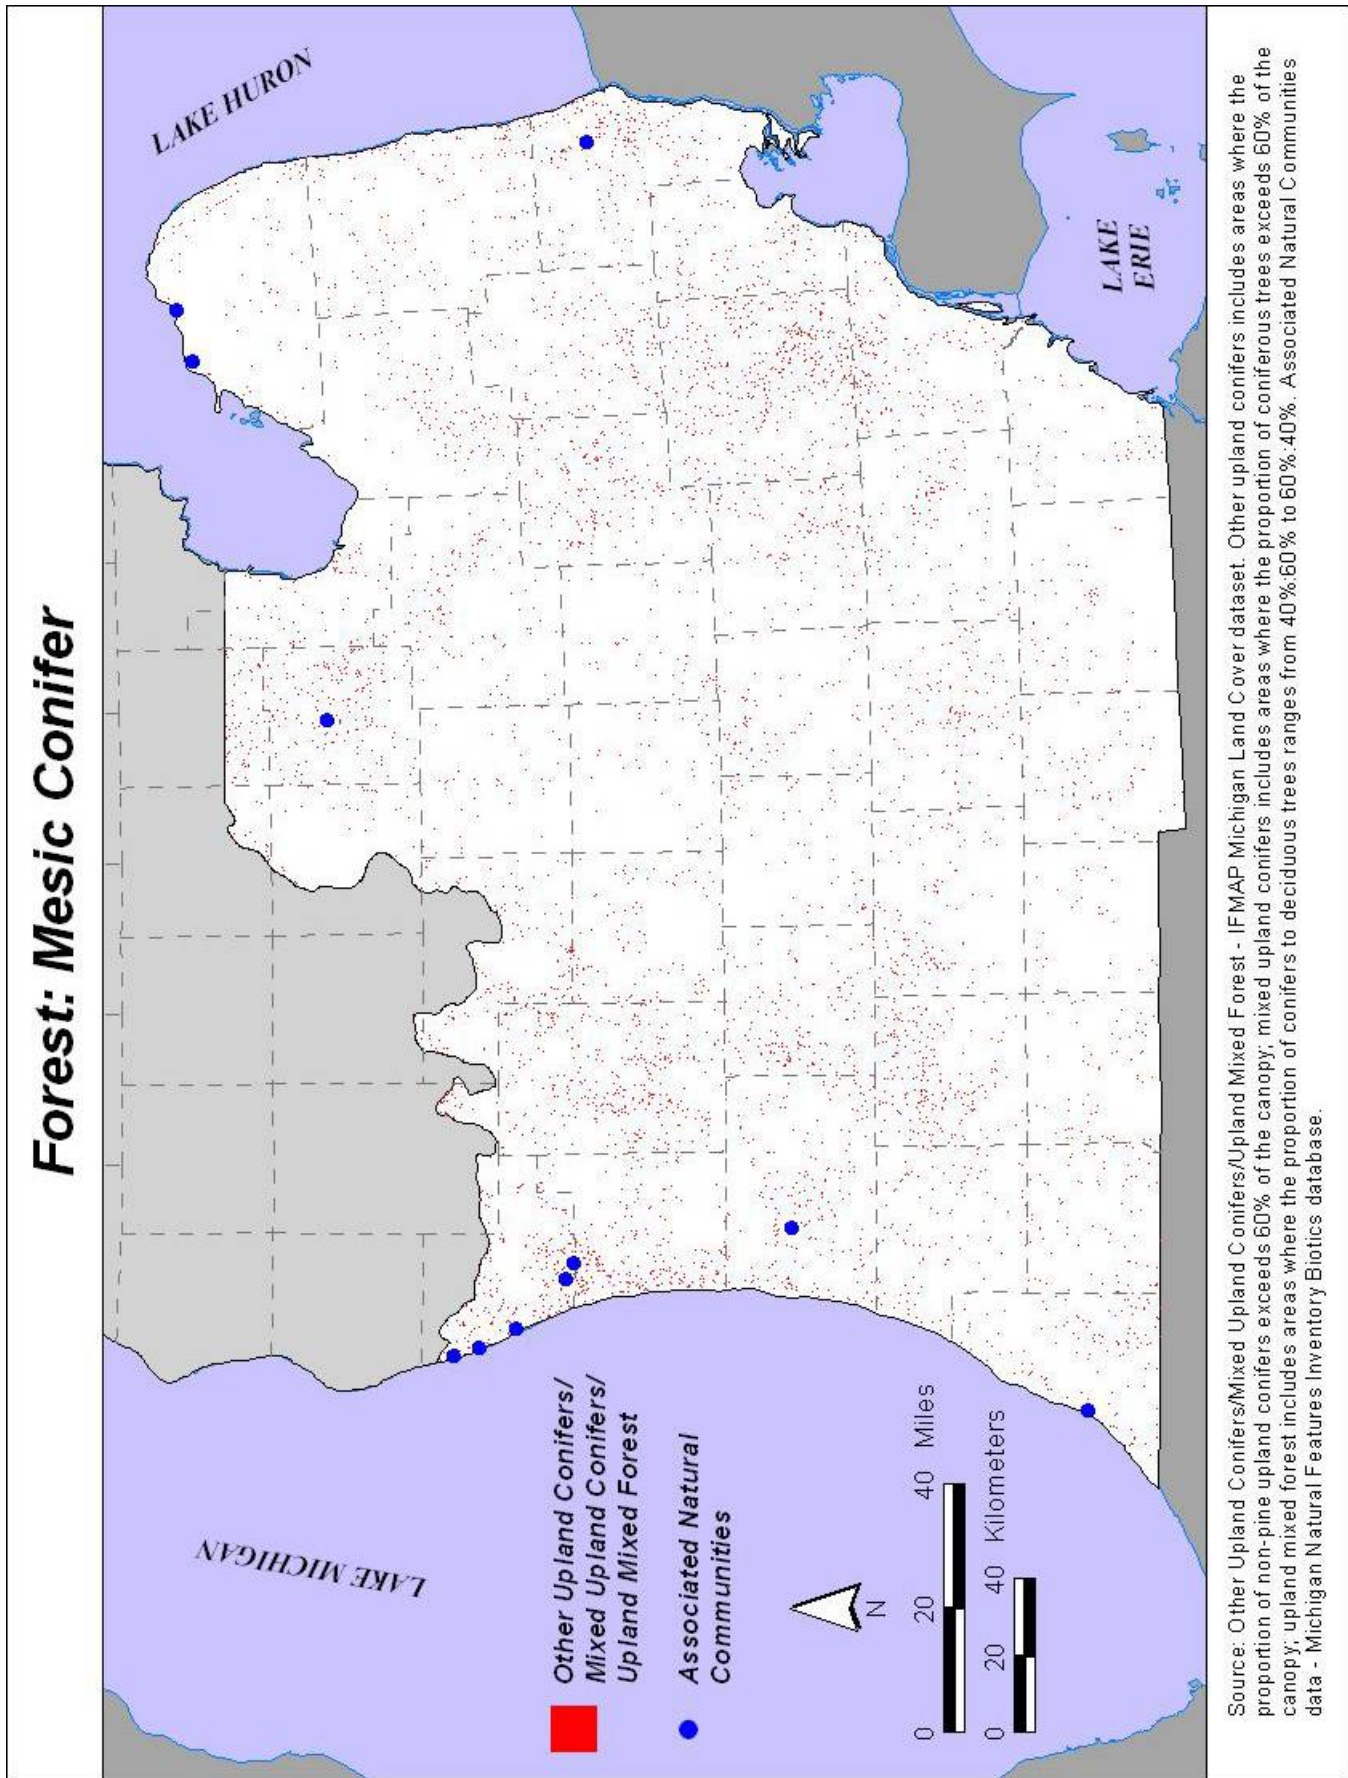 Forest: Mesic Conifer
LAKE HURON
LAKE MICHIGAN
LAKE
ERIE
Other Upland Conifers/
Mixed Upland Conifers/
Upland Mixed Forest
Associated Natural
Communities
N
0 20 40 Miles
0 20 40 Kilometers
Source: Other Upland Conifers/Mixed Upland Conifers/Upland Mixed Forest - IFMAP Michigan Land Cover dataset. Other upland conifers includes areas where the
proportion of non-pine upland conifers exceeds 60% of the canopy; mixed upland conifers includes areas where the proportion of coniferous trees exceeds 60% of the
canopy; upland mixed forest includes areas where the proportion of conifers to deciduous trees ranges from 40%:60% to 60%:40%. Associated Natural Communities
data - Michigan Natural Features Inventory Biotics database.